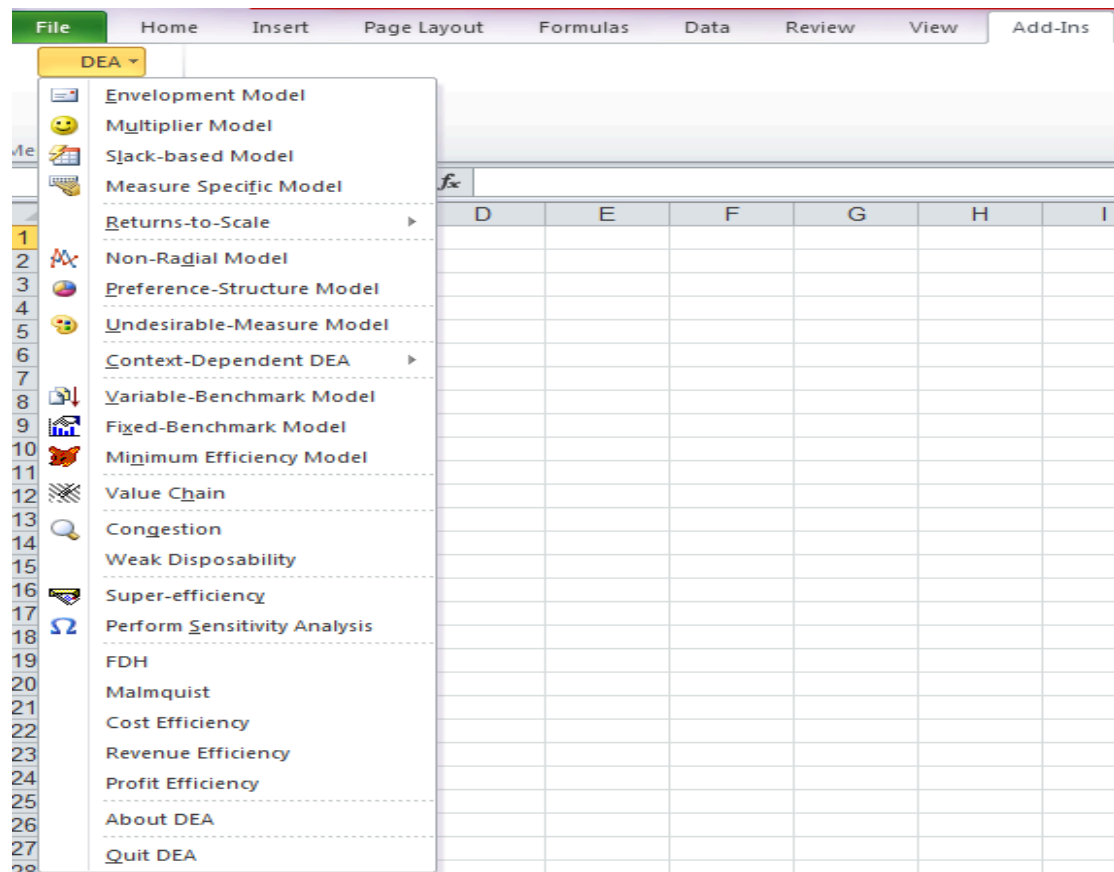 File Home Insert Page Layout Formulas Data Review View Add-Ins
DEA
Envelopment Model
Multiplier Model
Me
Slack-based Model
Measure Specific Model
fx
Returns-to-Scale
D E F G H I
1
Non-Radial Model
2
Preference-Structure Model
3
4
Undesirable-Measure Model
5
6
Context-Dependent DEA
7
Variable-Benchmark Model
8
Fixed-Benchmark Model
9
10
Minimum Efficiency Model
11
Value Chain
12
13
Congestion
14
Weak Disposability
15
16
Super-efficiency
17
Perform Sensitivity Analysis
18
FDH
19
20
Malmquist
21
Cost Efficiency
22
Revenue Efficiency
23
24
Profit Efficiency
25
About DEA
26
27
Quit DEA
28